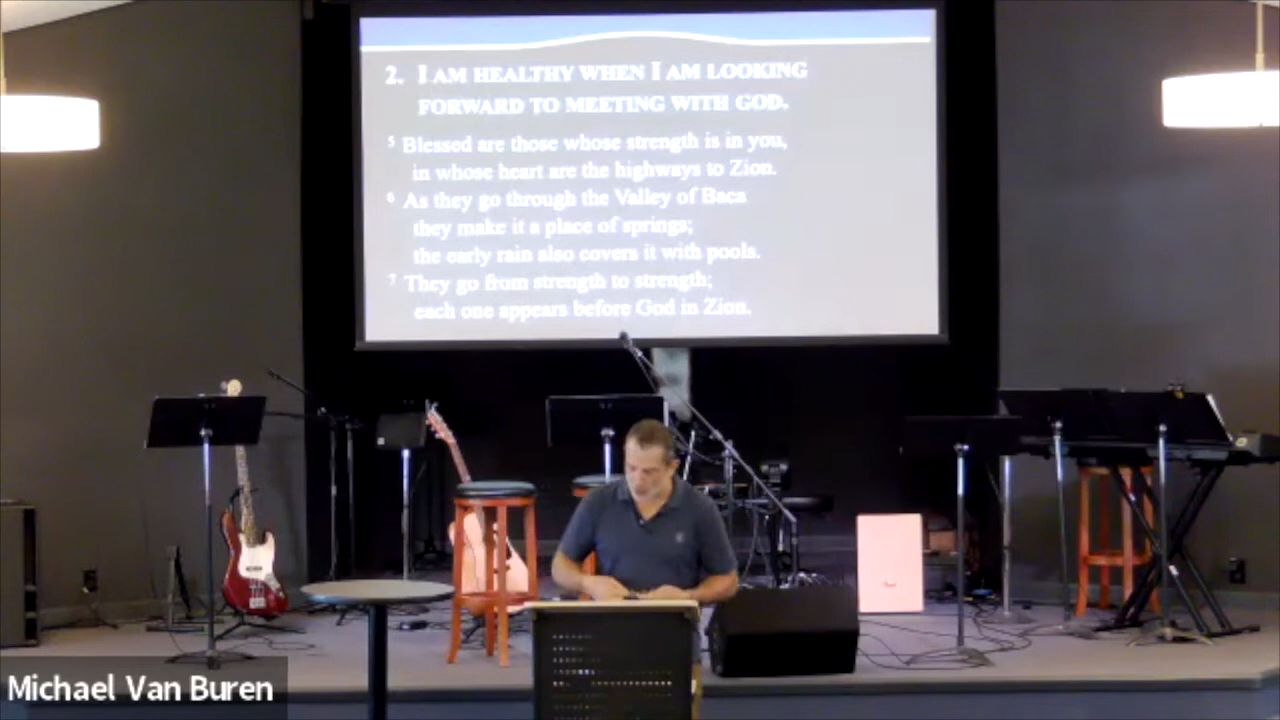 2. I AM HEALTHY WHEN I AM LOOKING
FORWARD TO MEETING WITH GOD.
5 Blessed are those whose strength is in you,
in whose heart are the highways to Zion.
6 As they go through the Valley of Baca
they make it a place of springs;
the early rain also covers it with pools.
7 They go from strength to strength;
each one appears before God in Zion.
Michael Van Buren